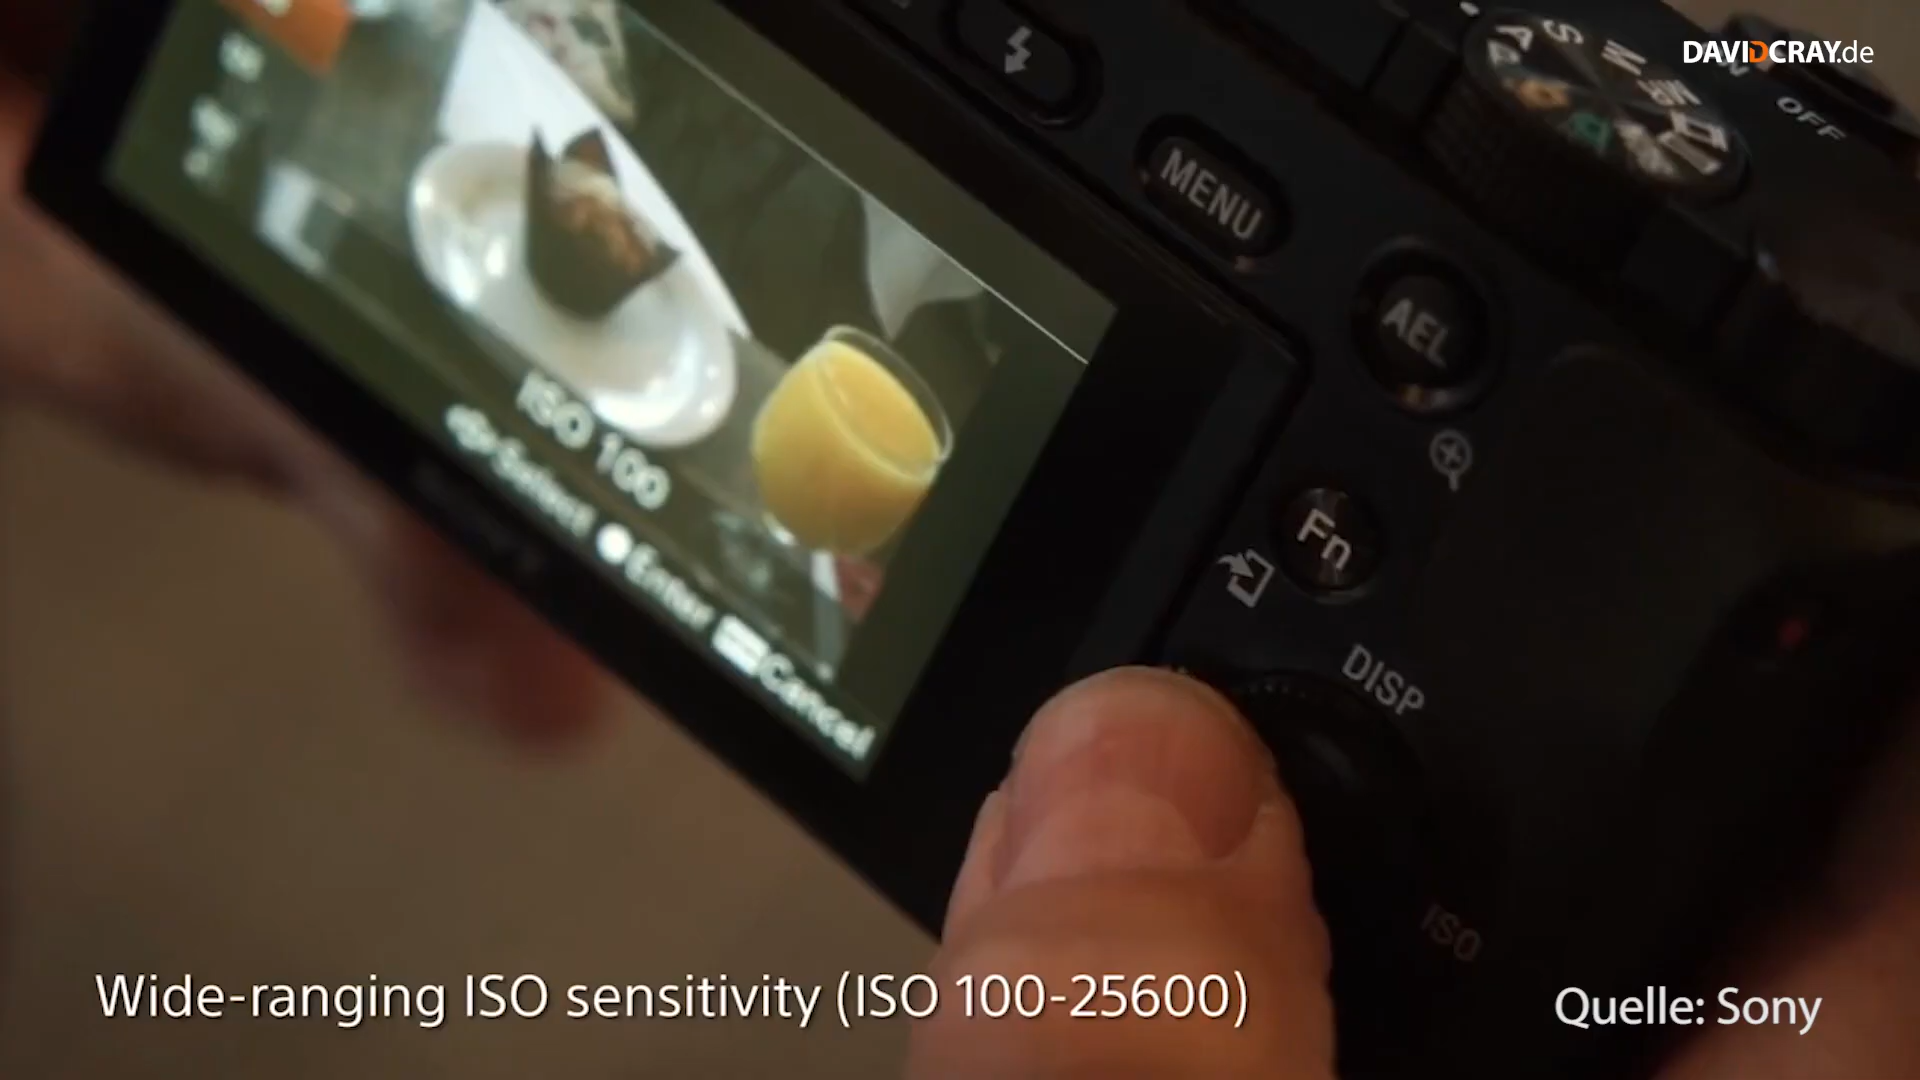 DAVIDCRAY.de
S
M
MR
OFF
MENU
AEL
Fn
DISP
ISO
ISO 100
Select Enter Cancel
Wide-ranging ISO sensitivity (ISO 100-25600)
Quelle: Sony